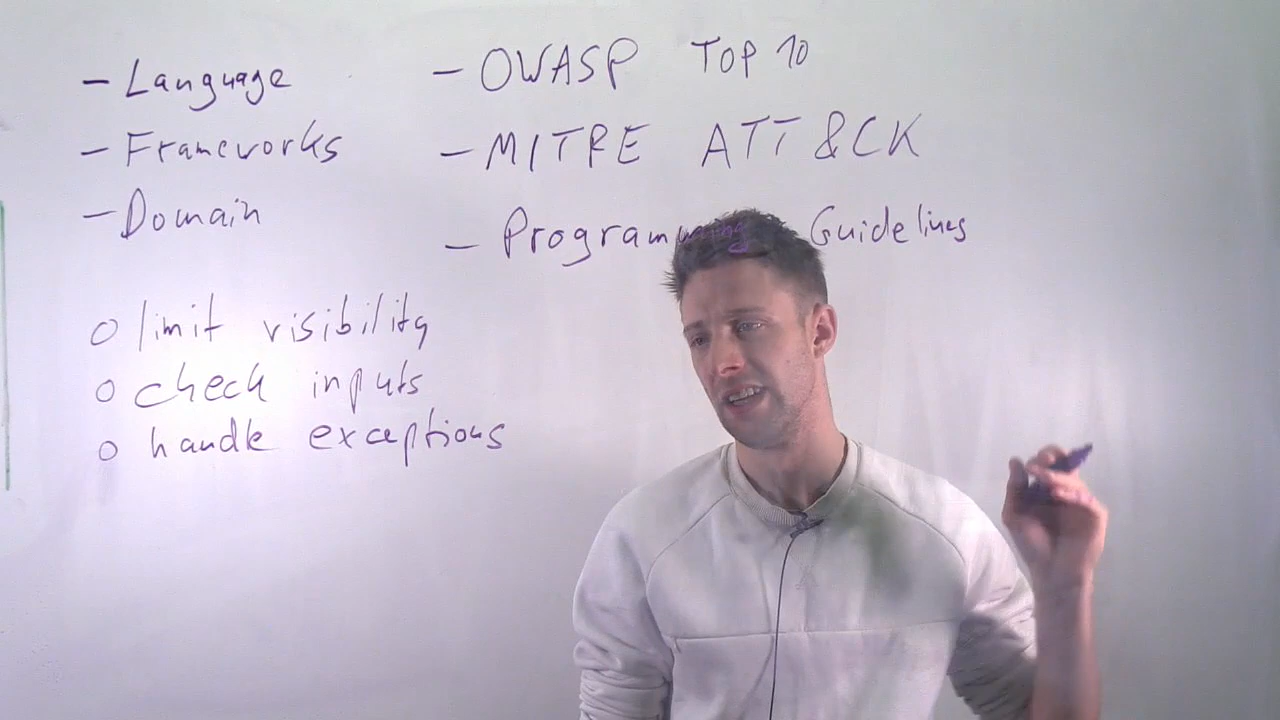 - Language
- Frameworks
- Domain
- OWASP TOP 10
- MITRE ATT&CK
- Programming Guidelines
o limit visibility
o check inputs
o handle exceptions